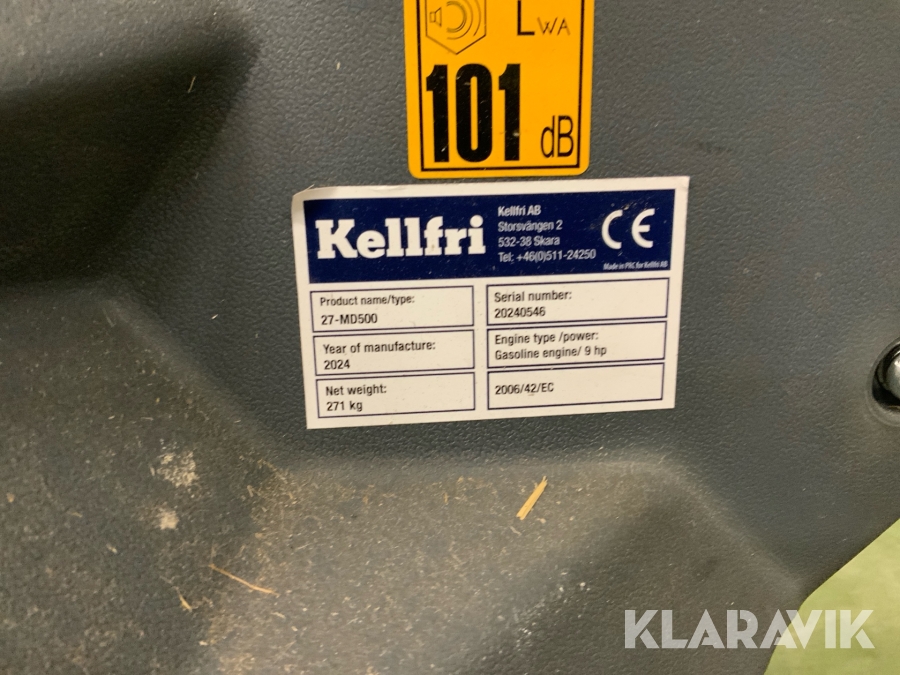 LWA
101
dB
Kellfri
Kellfri AB
Storsvängen 2
532-38 Skara
Tel: +46(0)511-24250
CE
Made in PRC for Kellfri AB
Product name/type:
27-MD500
Serial number:
20240546
Year of manufacture:
2024
Engine type /power:
Gasoline engine/ 9 hp
Net weight:
271 kg
2006/42/EC
KLARAVIK